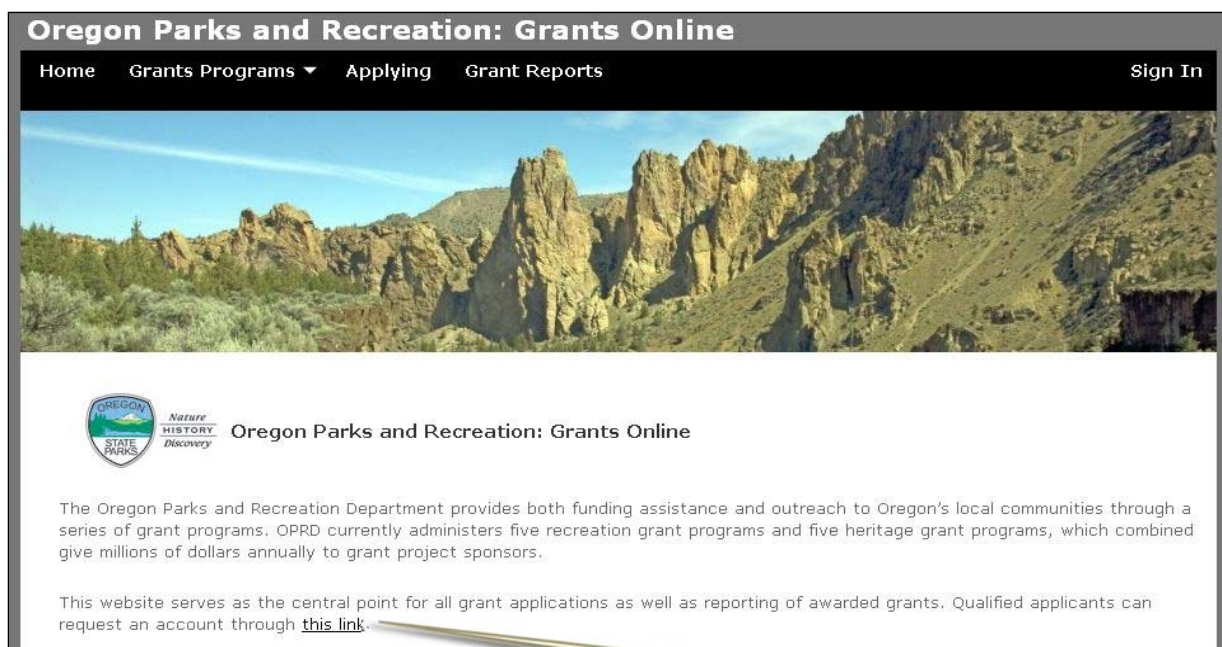 Oregon Parks and Recreation: Grants Online
Home Grants Programs Applying Grant Reports Sign In
OREGON
STATE
PARKS
Nature
HISTORY
Discovery
Oregon Parks and Recreation: Grants Online
The Oregon Parks and Recreation Department provides both funding assistance and outreach to Oregon's local communities through a
series of grant programs. OPRD currently administers five recreation grant programs and five heritage grant programs, which combined
give millions of dollars annually to grant project sponsors.
This website serves as the central point for all grant applications as well as reporting of awarded grants. Qualified applicants can
request an account through this link.